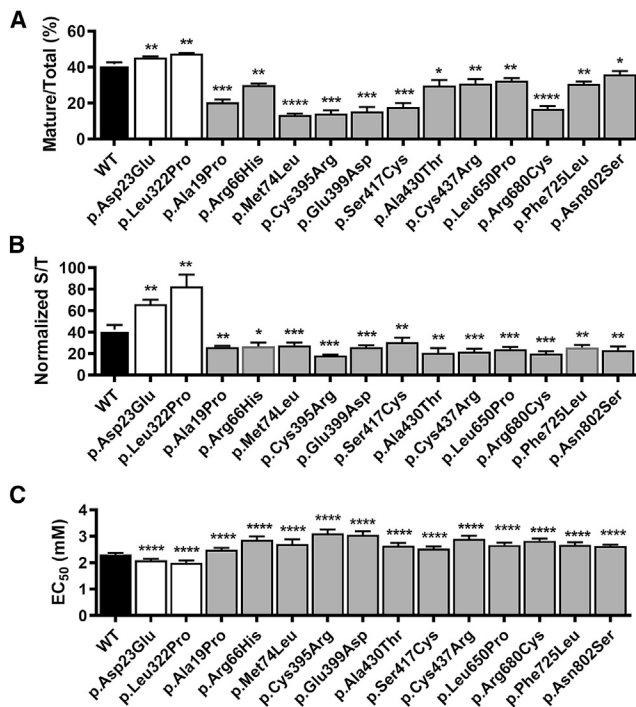 A
Mature/Total (%)
60
40
20
0
** ** *** ** **** *** *** *** * ** ** **** ** *
WT p.Asp23Glu p.Leu322Pro p.Ala19Pro p.Arg66His p.Met74Leu p.Cys395Arg p.Glu399Asp p.Ser417Cys p.Ala430Thr p.Cys437Arg p.Leu650Pro p.Arg680Cys p.Phe725Leu p.Asn802Ser
B
Normalized S/T
100
80
60
40
20
0
** ** ** * *** *** *** ** ** *** *** *** ** **
WT p.Asp23Glu p.Leu322Pro p.Ala19Pro p.Arg66His p.Met74Leu p.Cys395Arg p.Glu399Asp p.Ser417Cys p.Ala430Thr p.Cys437Arg p.Leu650Pro p.Arg680Cys p.Phe725Leu p.Asn802Ser
C
EC50 (mM)
4
3
2
1
0
**** **** **** **** **** **** **** **** **** **** **** **** **** ****
WT p.Asp23Glu p.Leu322Pro p.Ala19Pro p.Arg66His p.Met74Leu p.Cys395Arg p.Glu399Asp p.Ala430Thr p.Ser417Cys p.Cys437Arg p.Leu650Pro p.Arg680Cys p.Phe725Leu p.Asn802Ser